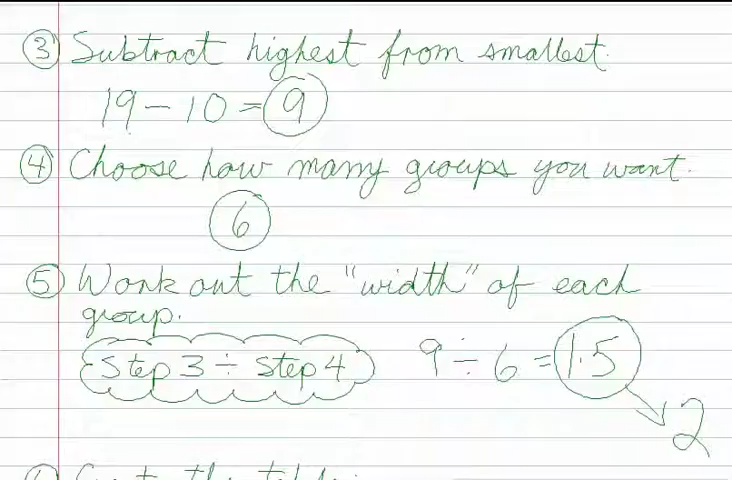 ③ Subtract highest from smallest.
19 - 10 = 9
④ Choose how many groups you want.
6
⑤ Work out the "width" of each
group.
Step 3 ÷ Step 4 9 ÷ 6 = 1.5
2
the